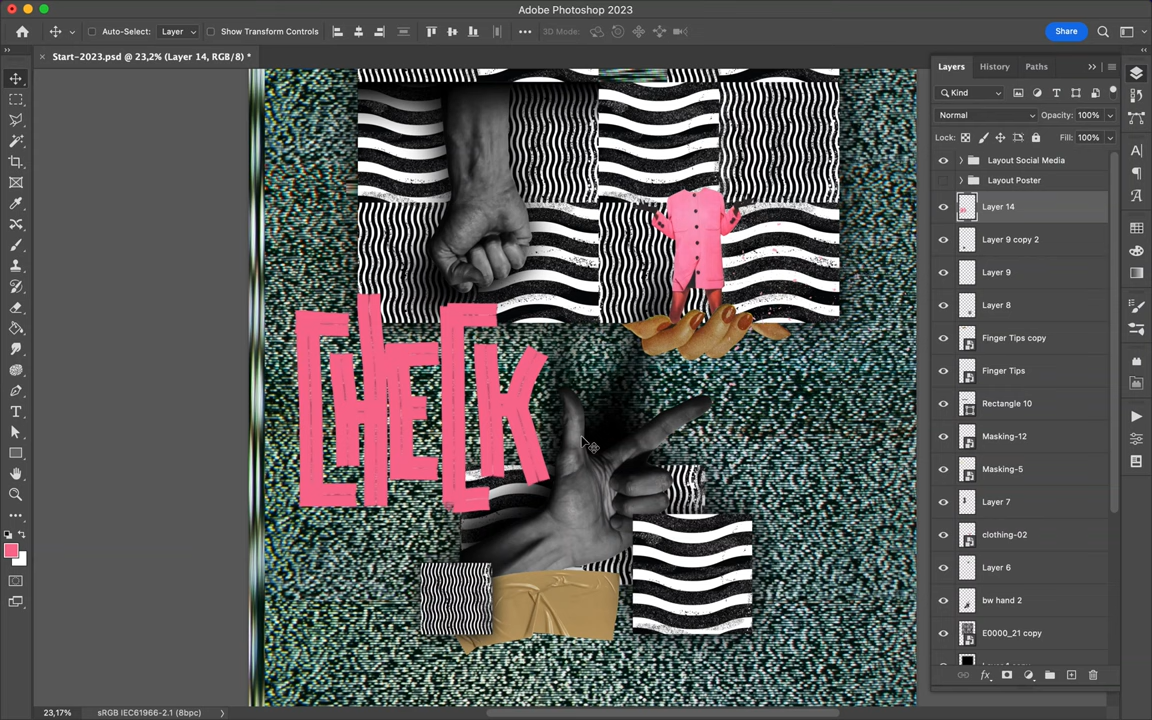 Adobe Photoshop 2023
Auto-Select: Layer Show Transform Controls 3D Mode: Share
Start-2023.psd @ 23,2% (Layer 14, RGB/8) *
Layers History Paths
Kind
Normal Opacity: 100%
Lock: Fill: 100%
Layout Social Media
Layout Poster
Layer 14
Layer 9 copy 2
Layer 9
Layer 8
Finger Tips copy
Finger Tips
Rectangle 10
Masking-12
Masking-5
Layer 7
clothing-02
Layer 6
bw hand 2
E0000_21 copy
CHECK
23,17% sRGB IEC61966-2.1 (8bpc)